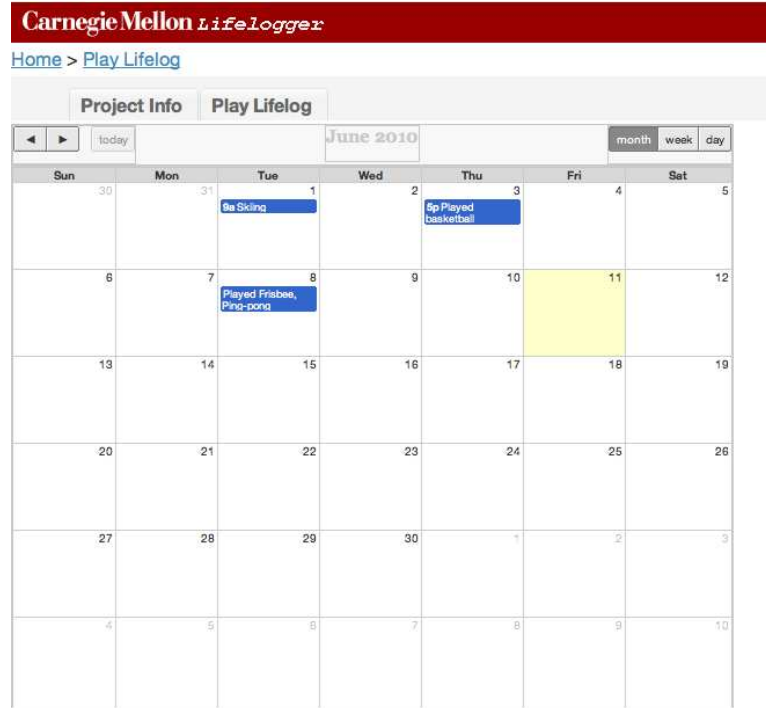 Carnegie Mellon Lifelogger
Home > Play Lifelog
Project Info Play Lifelog
◄ ► today June 2010 month week day
Sun Mon Tue Wed Thu Fri Sat
30 31 1 2 3 4 5
9a Skiing 5p Played
basketball
6 7 8 9 10 11 12
Played Frisbee,
Ping-pong
13 14 15 16 17 18 19
20 21 22 23 24 25 26
27 28 29 30 1 2 3
4 5 6 7 8 9 10